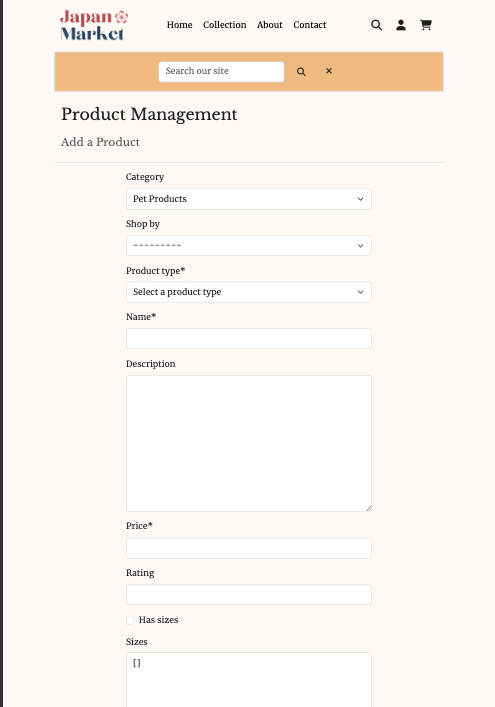 Japan
Market
Home Collection About Contact
Search our site
Product Management
Add a Product
Category
Pet Products
Shop by
---------
Product type*
Select a product type
Name*
Description
Price*
Rating
Has sizes
Sizes
[]